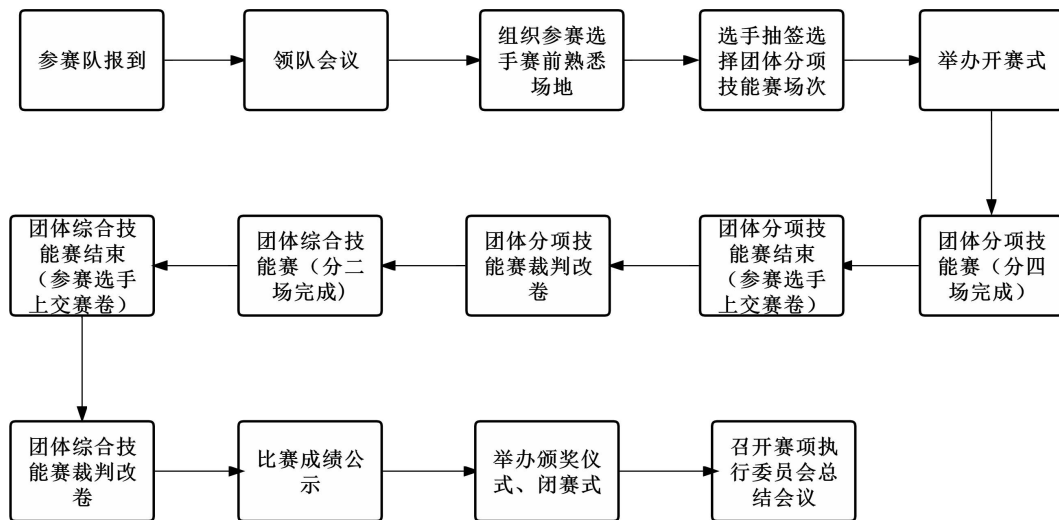 参赛队报到
领队会议
组织参赛选
手赛前熟悉
场地
选手抽签选
择团体分项
技能赛场次
举办开赛式
团体分项技
能赛（分四
场完成）
团体分项技
能赛结束
（参赛选手
上交赛卷）
团体分项技
能赛裁判改
卷
团体综合技
能赛（分二
场完成)
团体综合技
能赛结束
（参赛选手
上交赛卷）
团体综合技
能赛裁判改
卷
比赛成绩公
示
举办颁奖仪
式、闭赛式
召开赛项执
行委员会总
结会议